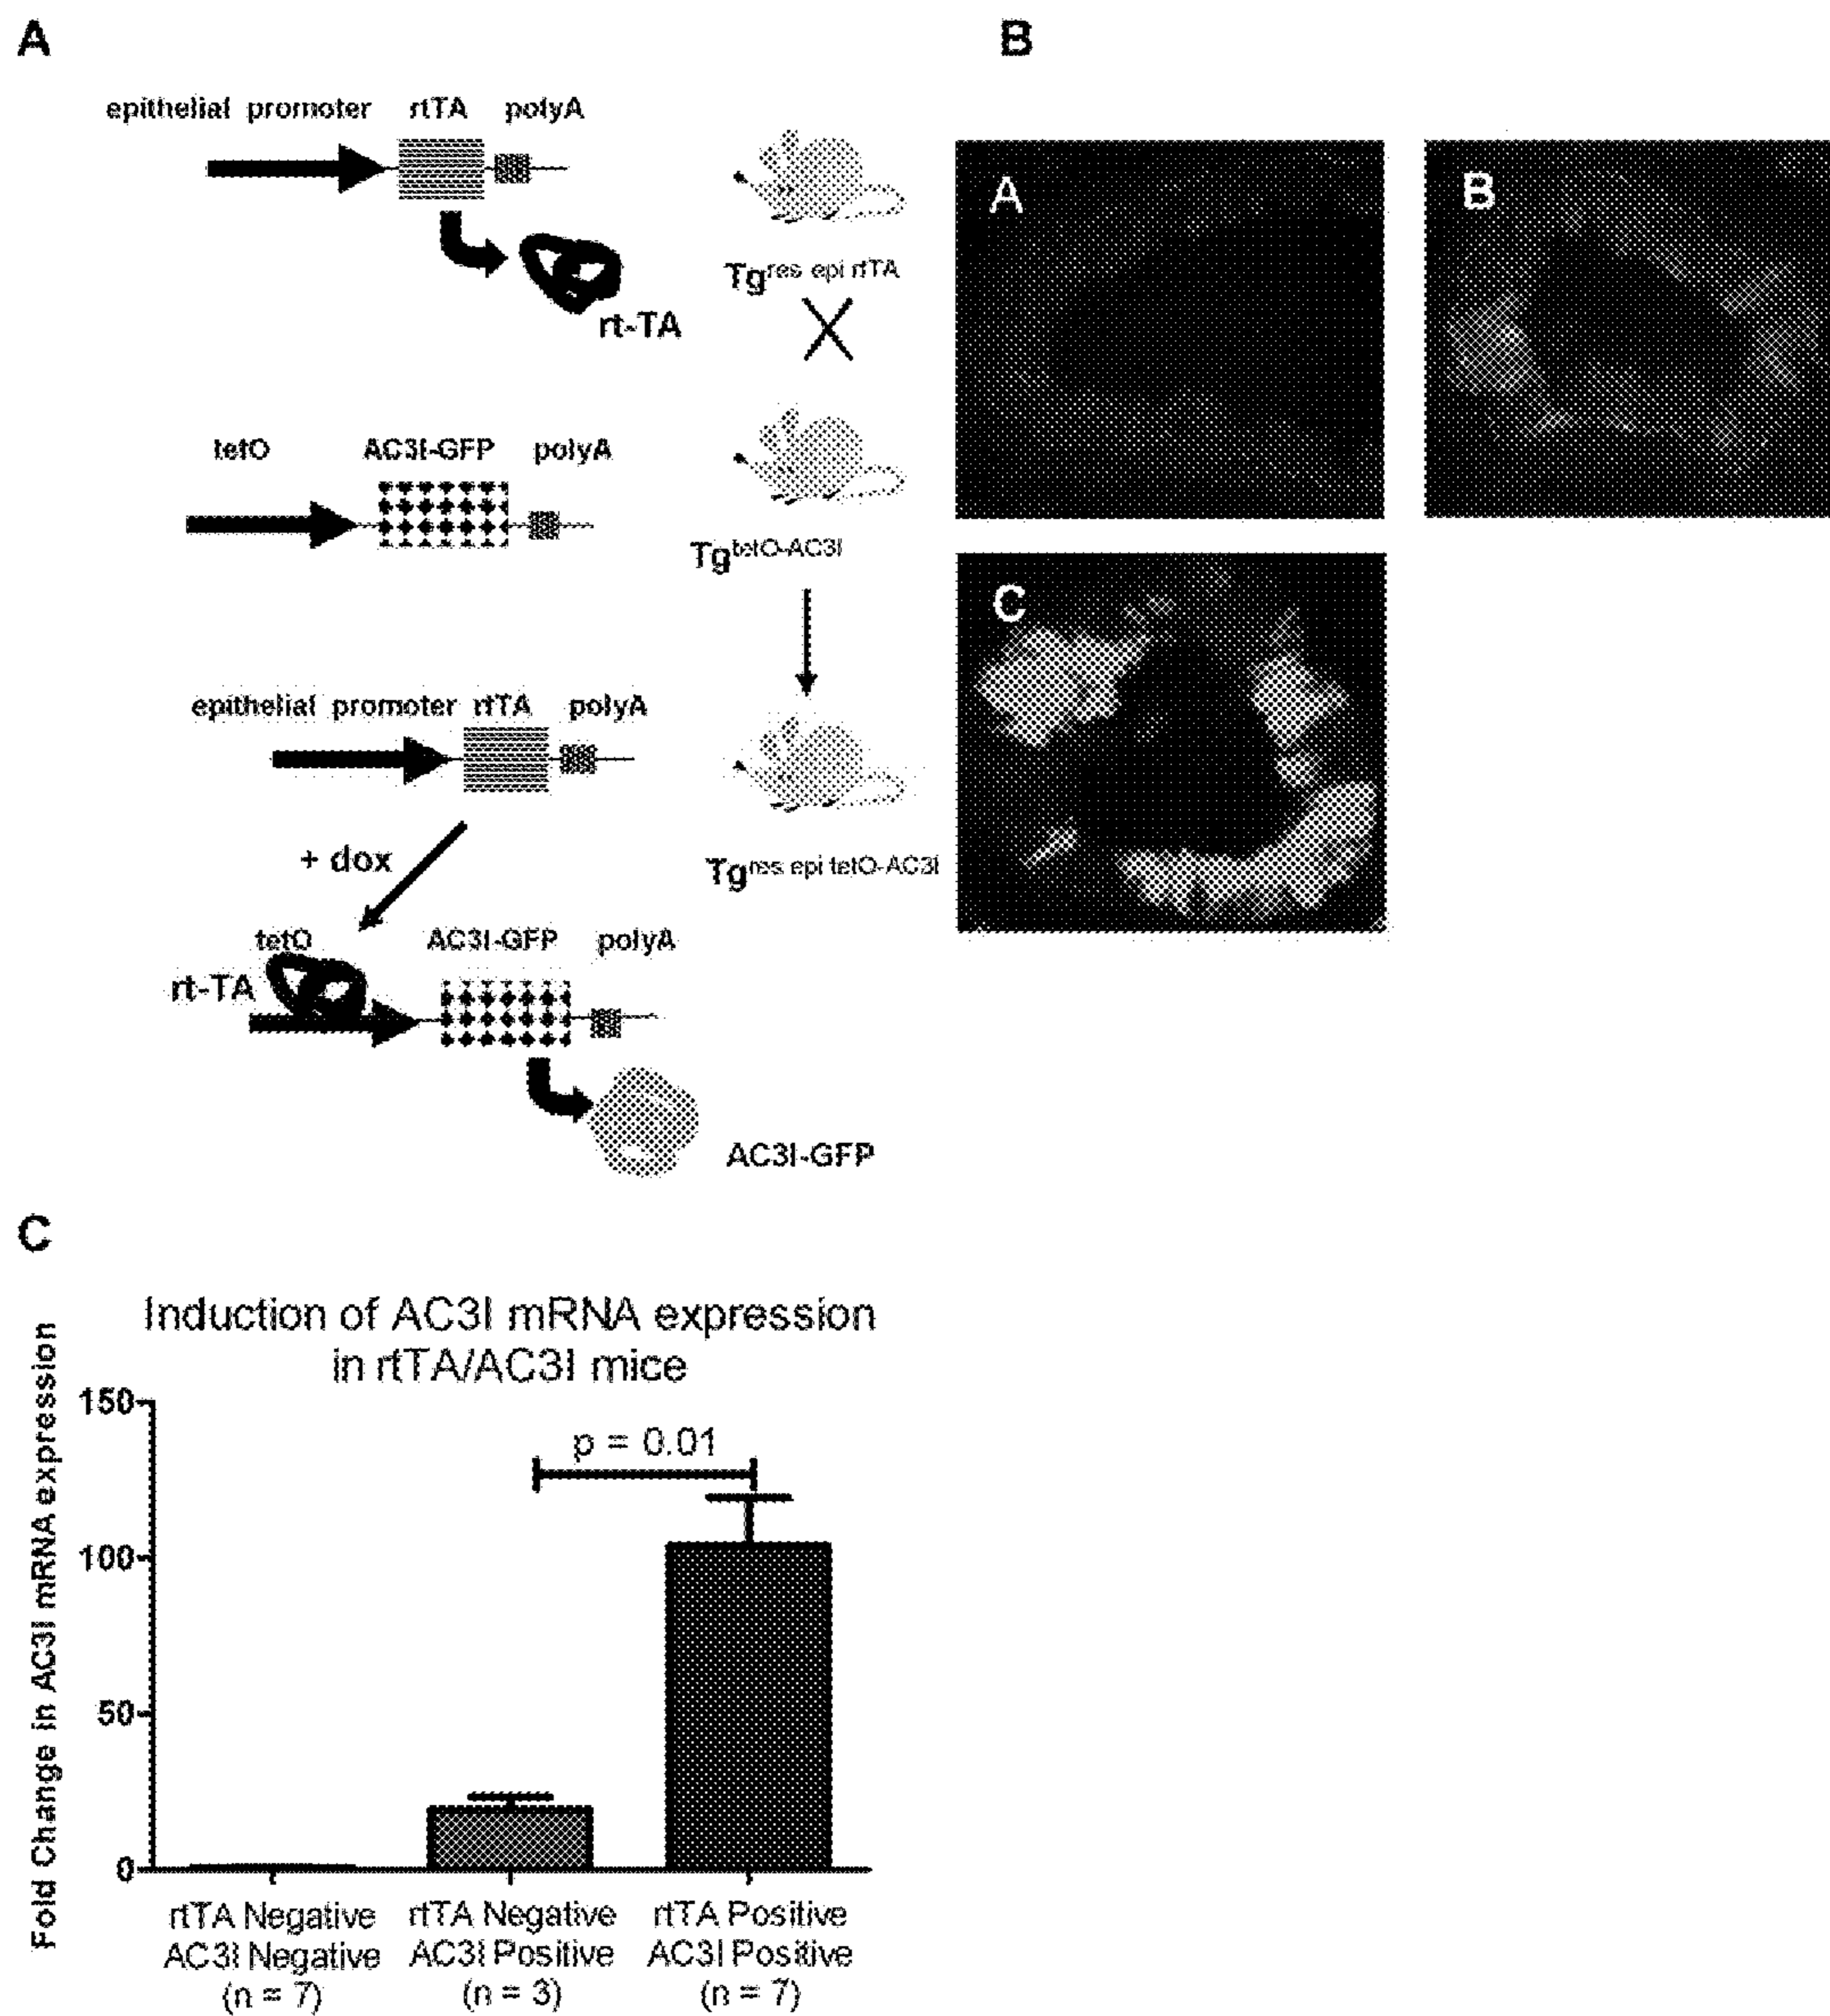 A
epithelial promoter rtTA polyA
rt-TA
Tg^res epi rtTA
tetO AC3I-GFP polyA
Tg^tetO-AC3I
epithelial promoter rtTA polyA
+ dox
Tg^res epi tetO-AC3I
tetO AC3I-GFP polyA
rt-TA
AC3I-GFP
B
A
B
C
C
Induction of AC3I mRNA expression
in rtTA/AC3I mice
Fold Change in AC3I mRNA expression
150
100
50
0
p = 0.01
rtTA Negative
AC3I Negative
(n = 7)
rtTA Negative
AC3I Positive
(n = 3)
rtTA Positive
AC3I Positive
(n = 7)